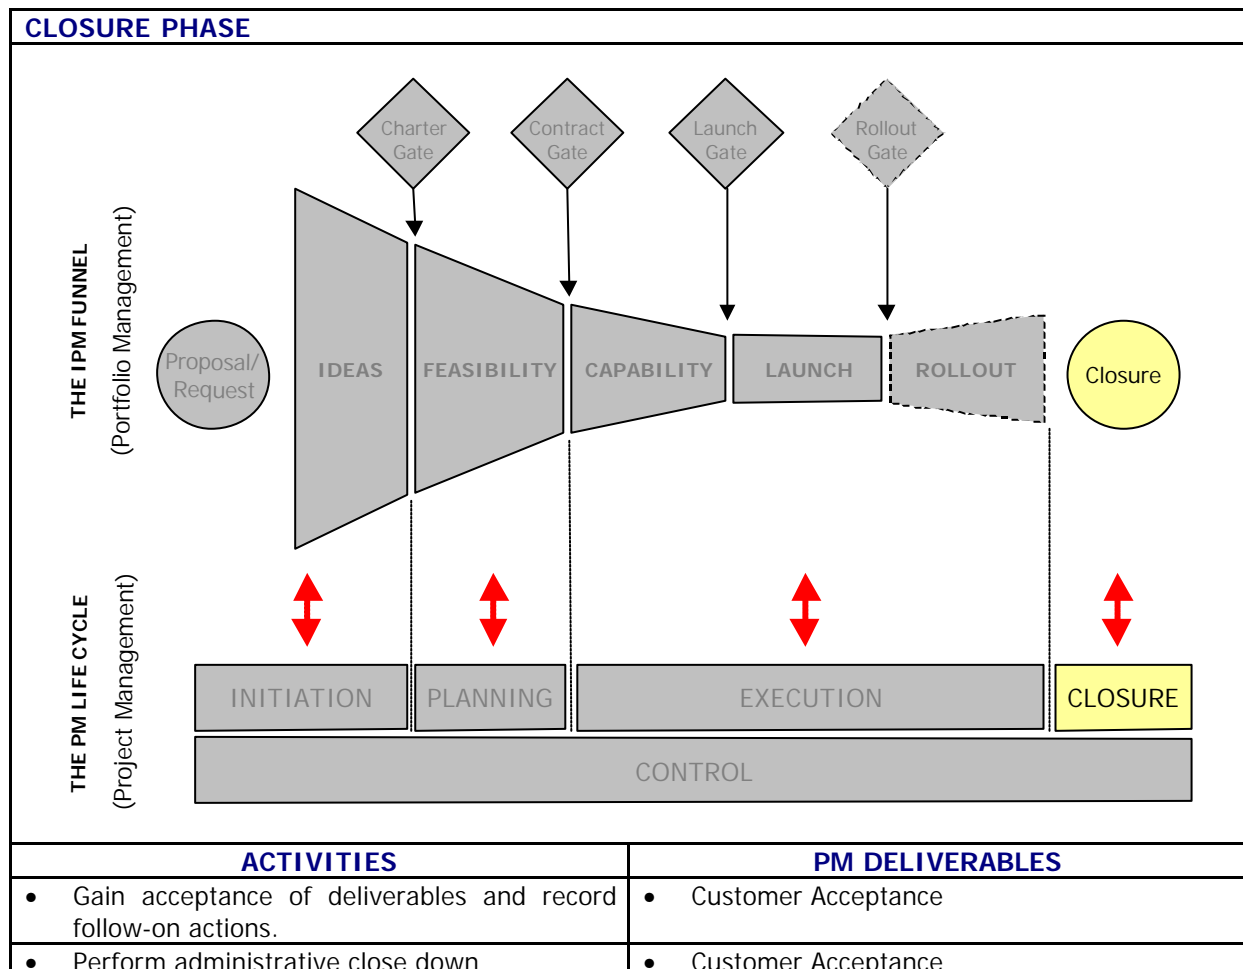 CLOSURE PHASE
Charter
Gate
Contract
Gate
Launch
Gate
Rollout
Gate
THE IPM FUNNEL
(Portfolio Management)
Proposal/
Request
IDEAS
FEASIBILITY
CAPABILITY
LAUNCH
ROLLOUT
Closure
THE PM LIFE CYCLE
(Project Management)
INITIATION
PLANNING
EXECUTION
CLOSURE
CONTROL
ACTIVITIES
PM DELIVERABLES
• Gain acceptance of deliverables and record
follow-on actions.
• Customer Acceptance
• Perform administrative close down
• Customer Acceptance